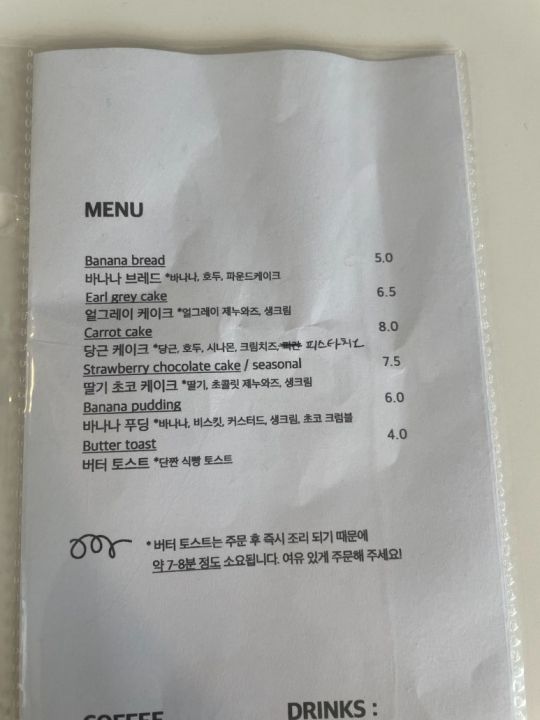 MENU
Banana bread 5.0
바나나 브레드 *바나나, 호두, 파운드케이크
Earl grey cake 6.5
얼그레이 케이크 *얼그레이 제누와즈, 생크림
Carrot cake 8.0
당근 케이크 *당근, 호두, 시나몬, 크림치즈, 피스타치오
Strawberry chocolate cake / seasonal 7.5
딸기 초코 케이크 *딸기, 초콜릿 제누와즈, 생크림
Banana pudding 6.0
바나나 푸딩 *바나나, 비스킷, 커스터드, 생크림, 초코 크럼블
Butter toast 4.0
버터 토스트 *단짠 식빵 토스트
* 버터 토스트는 주문 후 즉시 조리 되기 때문에
약 7-8분 정도 소요됩니다. 여유 있게 주문해 주세요!
COFFEE DRINKS :